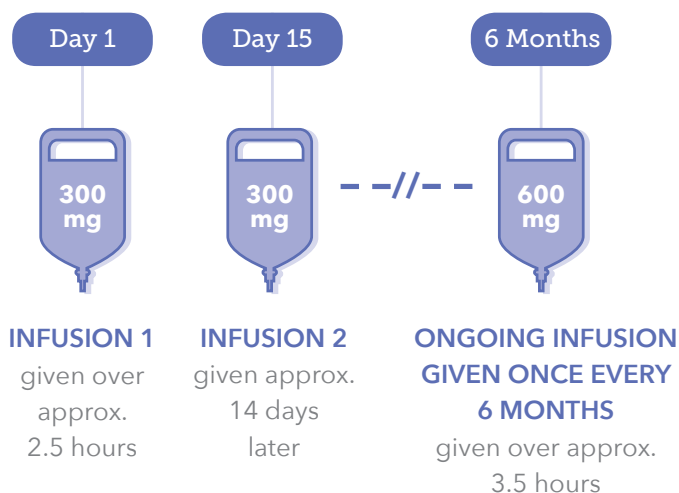 Day 1
Day 15
6 Months
300
mg
300
mg
600
mg
INFUSION 1
given over
approx.
2.5 hours
INFUSION 2
given approx.
14 days
later
ONGOING INFUSION
GIVEN ONCE EVERY
6 MONTHS
given over approx.
3.5 hours